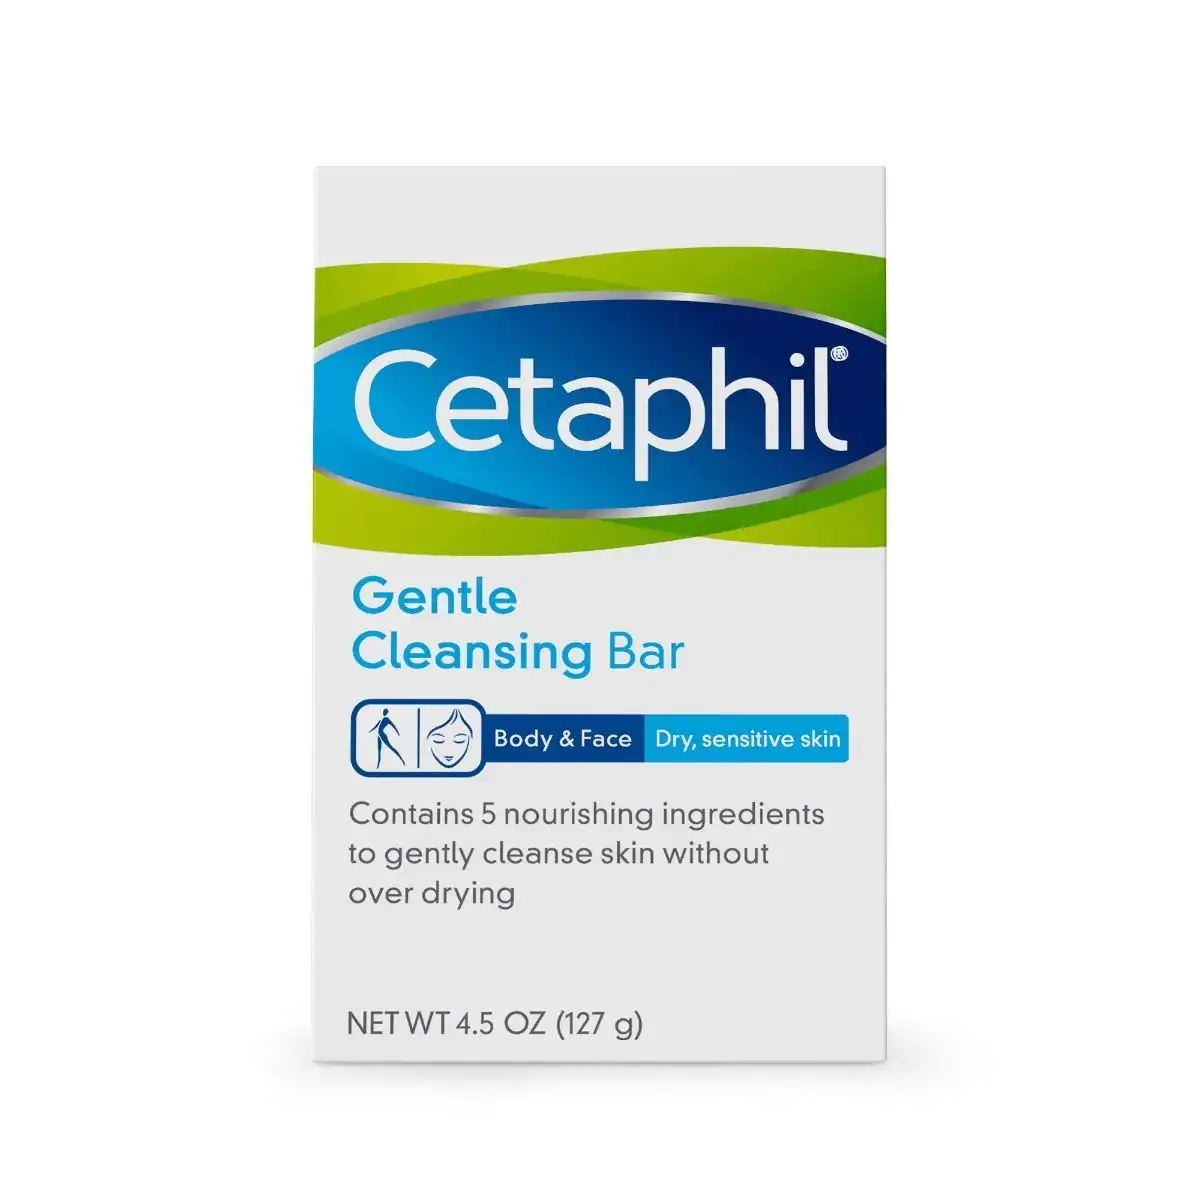 Cetaphil®
Gentle
Cleansing Bar
Body & Face Dry, sensitive skin
Contains 5 nourishing ingredients
to gently cleanse skin without
over drying
NET WT 4.5 OZ (127 g)